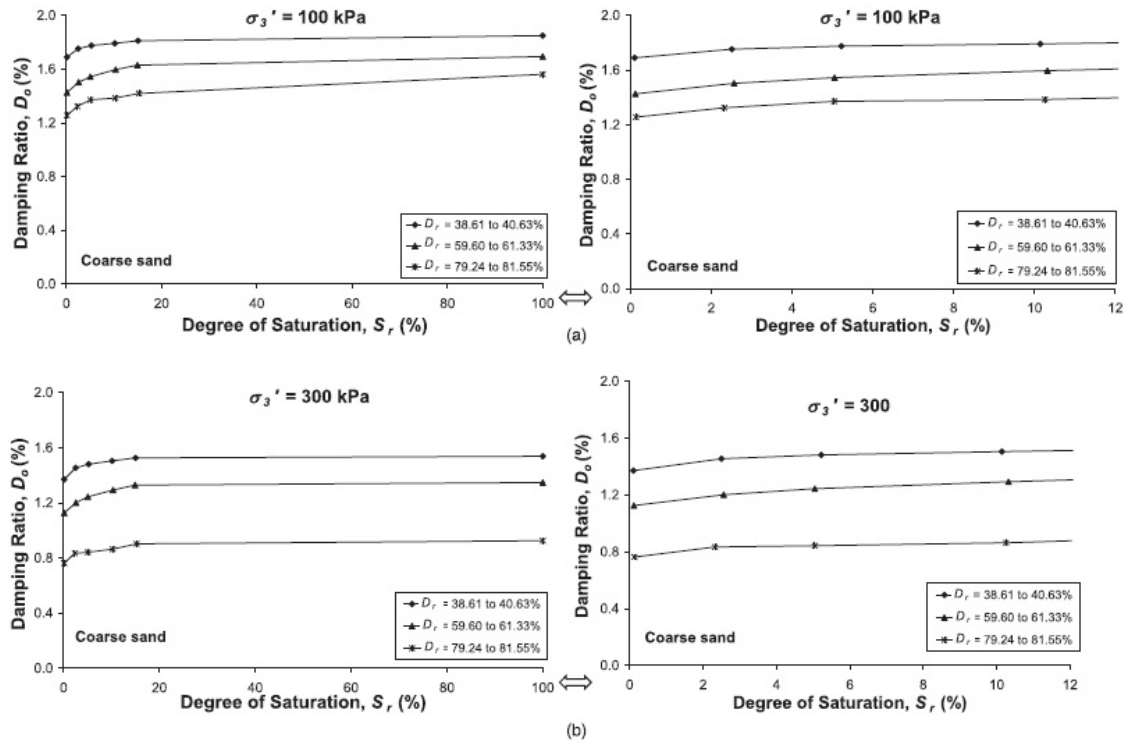 σ3' = 100 kPa
Damping Ratio, Do (%)
2.0
1.6
1.2
0.8
0.4
0.0
Dr = 38.61 to 40.63%
Dr = 59.60 to 61.33%
Dr = 79.24 to 81.55%
Coarse sand
0 20 40 60 80 100
Degree of Saturation, Sr (%)
σ3' = 100 kPa
Damping Ratio, Do (%)
2.0
1.6
1.2
0.8
0.4
0.0
Dr = 38.61 to 40.63%
Dr = 59.60 to 61.33%
Dr = 79.24 to 81.55%
Coarse sand
0 2 4 6 8 10 12
Degree of Saturation, Sr (%)
(a)
σ3' = 300 kPa
Damping Ratio, Do (%)
2.0
1.6
1.2
0.8
0.4
0.0
Dr = 38.61 to 40.63%
Dr = 59.60 to 61.33%
Dr = 79.24 to 81.55%
Coarse sand
0 20 40 60 80 100
Degree of Saturation, Sr (%)
σ3' = 300
Damping Ratio, Do (%)
2.0
1.6
1.2
0.8
0.4
0.0
Dr = 38.61 to 40.63%
Dr = 59.60 to 61.33%
Dr = 79.24 to 81.55%
Coarse sand
0 2 4 6 8 10 12
Degree of Saturation, Sr (%)
(b)